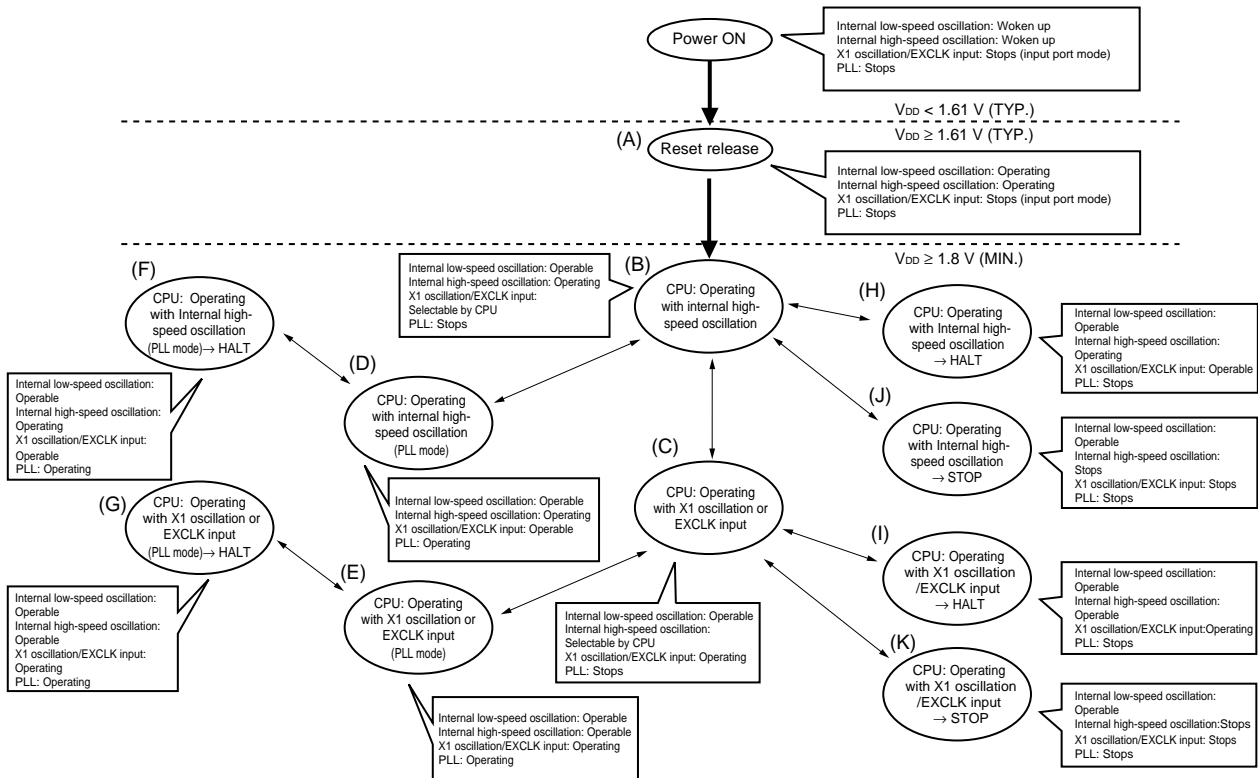 Power ON
Internal low-speed oscillation: Woken up
Internal high-speed oscillation: Woken up
X1 oscillation/EXCLK input: Stops (input port mode)
PLL: Stops
VDD < 1.61 V (TYP.)
VDD ≥ 1.61 V (TYP.)
(A)
Reset release
Internal low-speed oscillation: Operating
Internal high-speed oscillation: Operating
X1 oscillation/EXCLK input: Stops (input port mode)
PLL: Stops
VDD ≥ 1.8 V (MIN.)
(B)
CPU: Operating
with internal high-
speed oscillation
Internal low-speed oscillation: Operable
Internal high-speed oscillation: Operating
X1 oscillation/EXCLK input:
Selectable by CPU
PLL: Stops
(F)
CPU: Operating
with Internal high-
speed oscillation
(PLL mode) → HALT
Internal low-speed oscillation:
Operable
Internal high-speed oscillation:
Operating
X1 oscillation/EXCLK input:
Operable
PLL: Operating
(D)
CPU: Operating
with internal high-
speed oscillation
(PLL mode)
Internal low-speed oscillation: Operable
Internal high-speed oscillation: Operating
X1 oscillation/EXCLK input: Operable
PLL: Operating
(H)
CPU: Operating
with Internal high-
speed oscillation
→ HALT
Internal low-speed oscillation:
Operable
Internal high-speed oscillation:
Operating
X1 oscillation/EXCLK input: Operable
PLL: Stops
(J)
CPU: Operating
with Internal high-
speed oscillation
→ STOP
Internal low-speed oscillation:
Operable
Internal high-speed oscillation:
Stops
X1 oscillation/EXCLK input: Stops
PLL: Stops
(C)
CPU: Operating
with X1 oscillation or
EXCLK input
Internal low-speed oscillation: Operable
Internal high-speed oscillation:
Selectable by CPU
X1 oscillation/EXCLK input: Operating
PLL: Stops
(G)
CPU: Operating
with X1 oscillation or
EXCLK input
(PLL mode) → HALT
Internal low-speed oscillation:
Operable
Internal high-speed oscillation:
Operable
X1 oscillation/EXCLK input:
Operating
PLL: Operating
(E)
CPU: Operating
with X1 oscillation or
EXCLK input
(PLL mode)
Internal low-speed oscillation: Operable
Internal high-speed oscillation: Operable
X1 oscillation/EXCLK input: Operating
PLL: Operating
(I)
CPU: Operating
with X1 oscillation
/EXCLK input
→ HALT
Internal low-speed oscillation:
Operable
Internal high-speed oscillation:
Operable
X1 oscillation/EXCLK input:Operating
PLL: Stops
(K)
CPU: Operating
with X1 oscillation
/EXCLK input
→ STOP
Internal low-speed oscillation:
Operable
Internal high-speed oscillation:Stops
X1 oscillation/EXCLK input: Stops
PLL: Stops